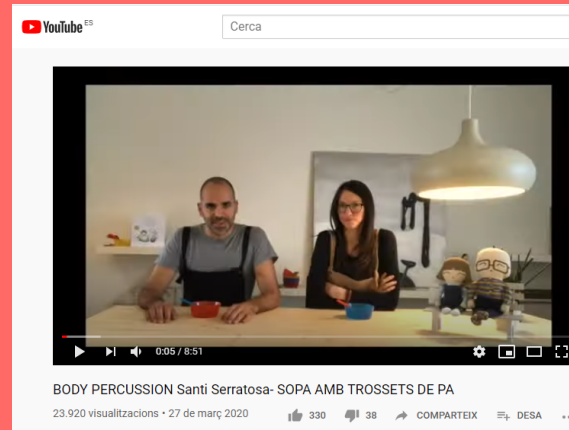 YouTube ES
Cerca
0:05 / 8:51
BODY PERCUSSION Santi Serratosa- SOPA AMB TROSSETS DE PA
23.920 visualitzacions • 27 de març 2020 330 38 COMPARTEIX DESA